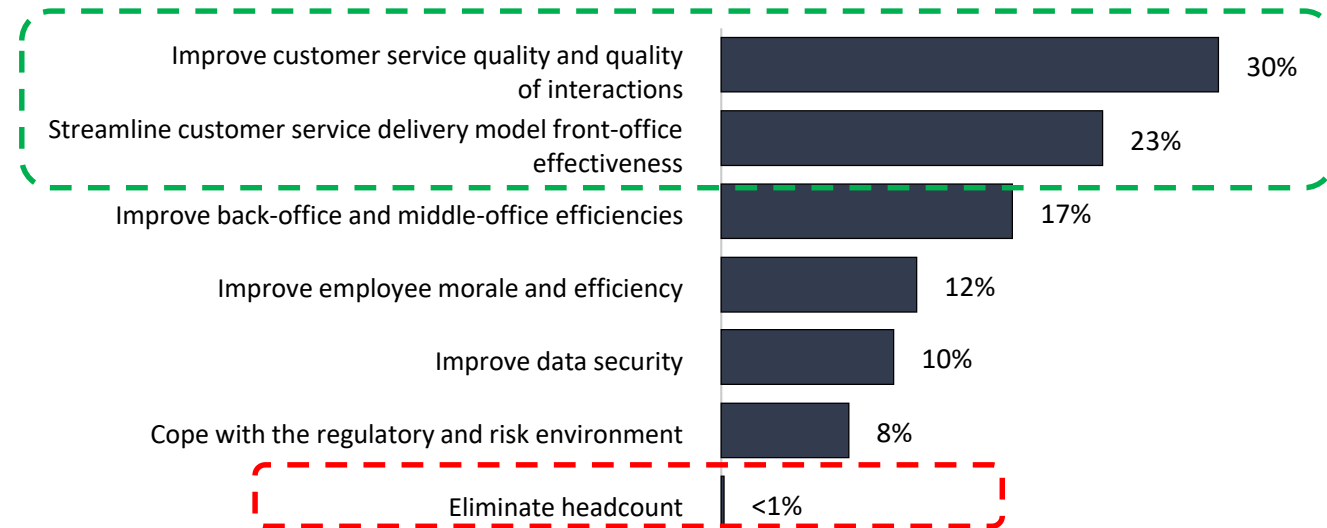 Improve customer service quality and quality
of interactions
30%
Streamline customer service delivery model front-office
effectiveness
23%
Improve back-office and middle-office efficiencies
17%
Improve employee morale and efficiency
12%
Improve data security
10%
Cope with the regulatory and risk environment
8%
Eliminate headcount
<1%